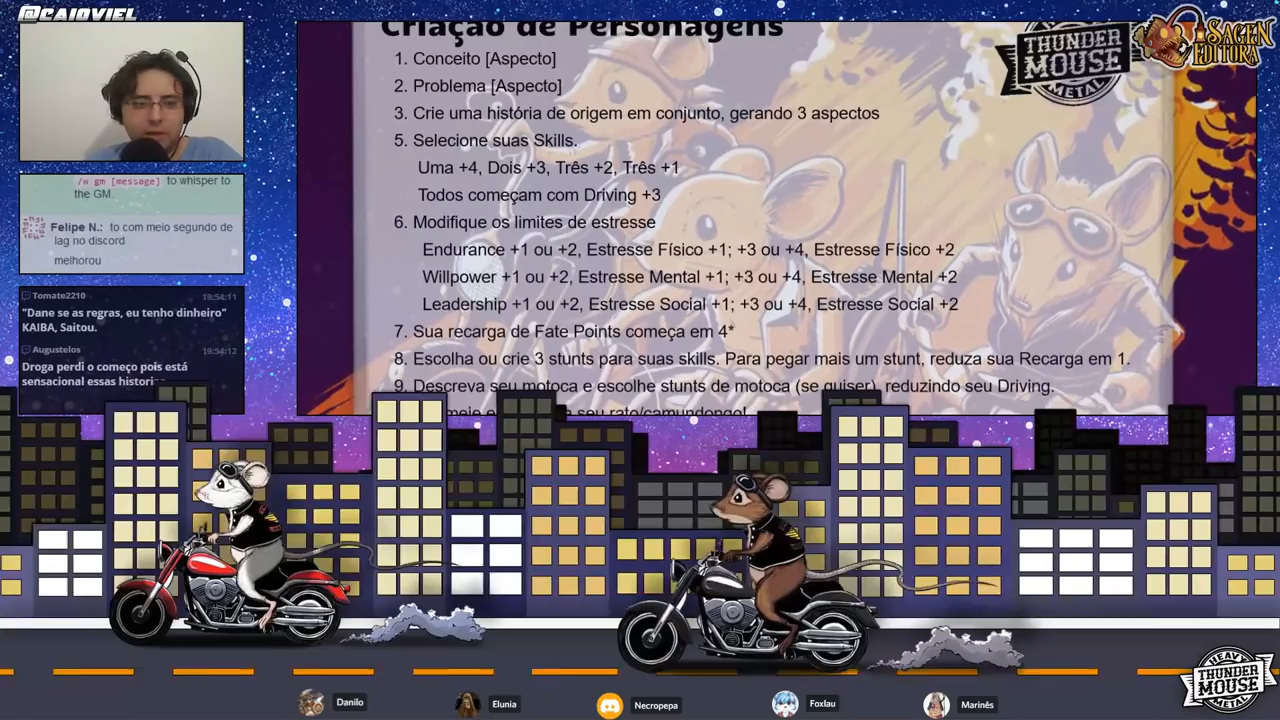 @CAIOVIEL
/w gm [message] to whisper to
the GM.
Felipe N.: to com meio segundo de
lag no discord
melhorou
Tomate2210 19:54:11
"Dane se as regras, eu tenho dinheiro"
KAIBA, Saitou.
Augustelos 19:54:12
Droga perdi o começo pois está
sensacional essas historia
Criação de Personagens
1. Conceito [Aspecto]
2. Problema [Aspecto]
3. Crie uma história de origem em conjunto, gerando 3 aspectos
5. Selecione suas Skills.
Uma +4, Dois +3, Três +2, Três +1
Todos começam com Driving +3
6. Modifique os limites de estresse
Endurance +1 ou +2, Estresse Físico +1; +3 ou +4, Estresse Físico +2
Willpower +1 ou +2, Estresse Mental +1; +3 ou +4, Estresse Mental +2
Leadership +1 ou +2, Estresse Social +1; +3 ou +4, Estresse Social +2
7. Sua recarga de Fate Points começa em 4*
8. Escolha ou crie 3 stunts para suas skills. Para pegar mais um stunt, reduza sua Recarga em 1.
9. Descreva seu motoca e escolhe stunts de motoca (se quiser), reduzindo seu Driving.
seu rato/camundongo!
THUNDER
MOUSE
METAL
SAGEN
EDITORA
HEAVY
THUNDER
MOUSE
METAL
Danilo
Elunia
Necropepa
Foxlau
Marinês